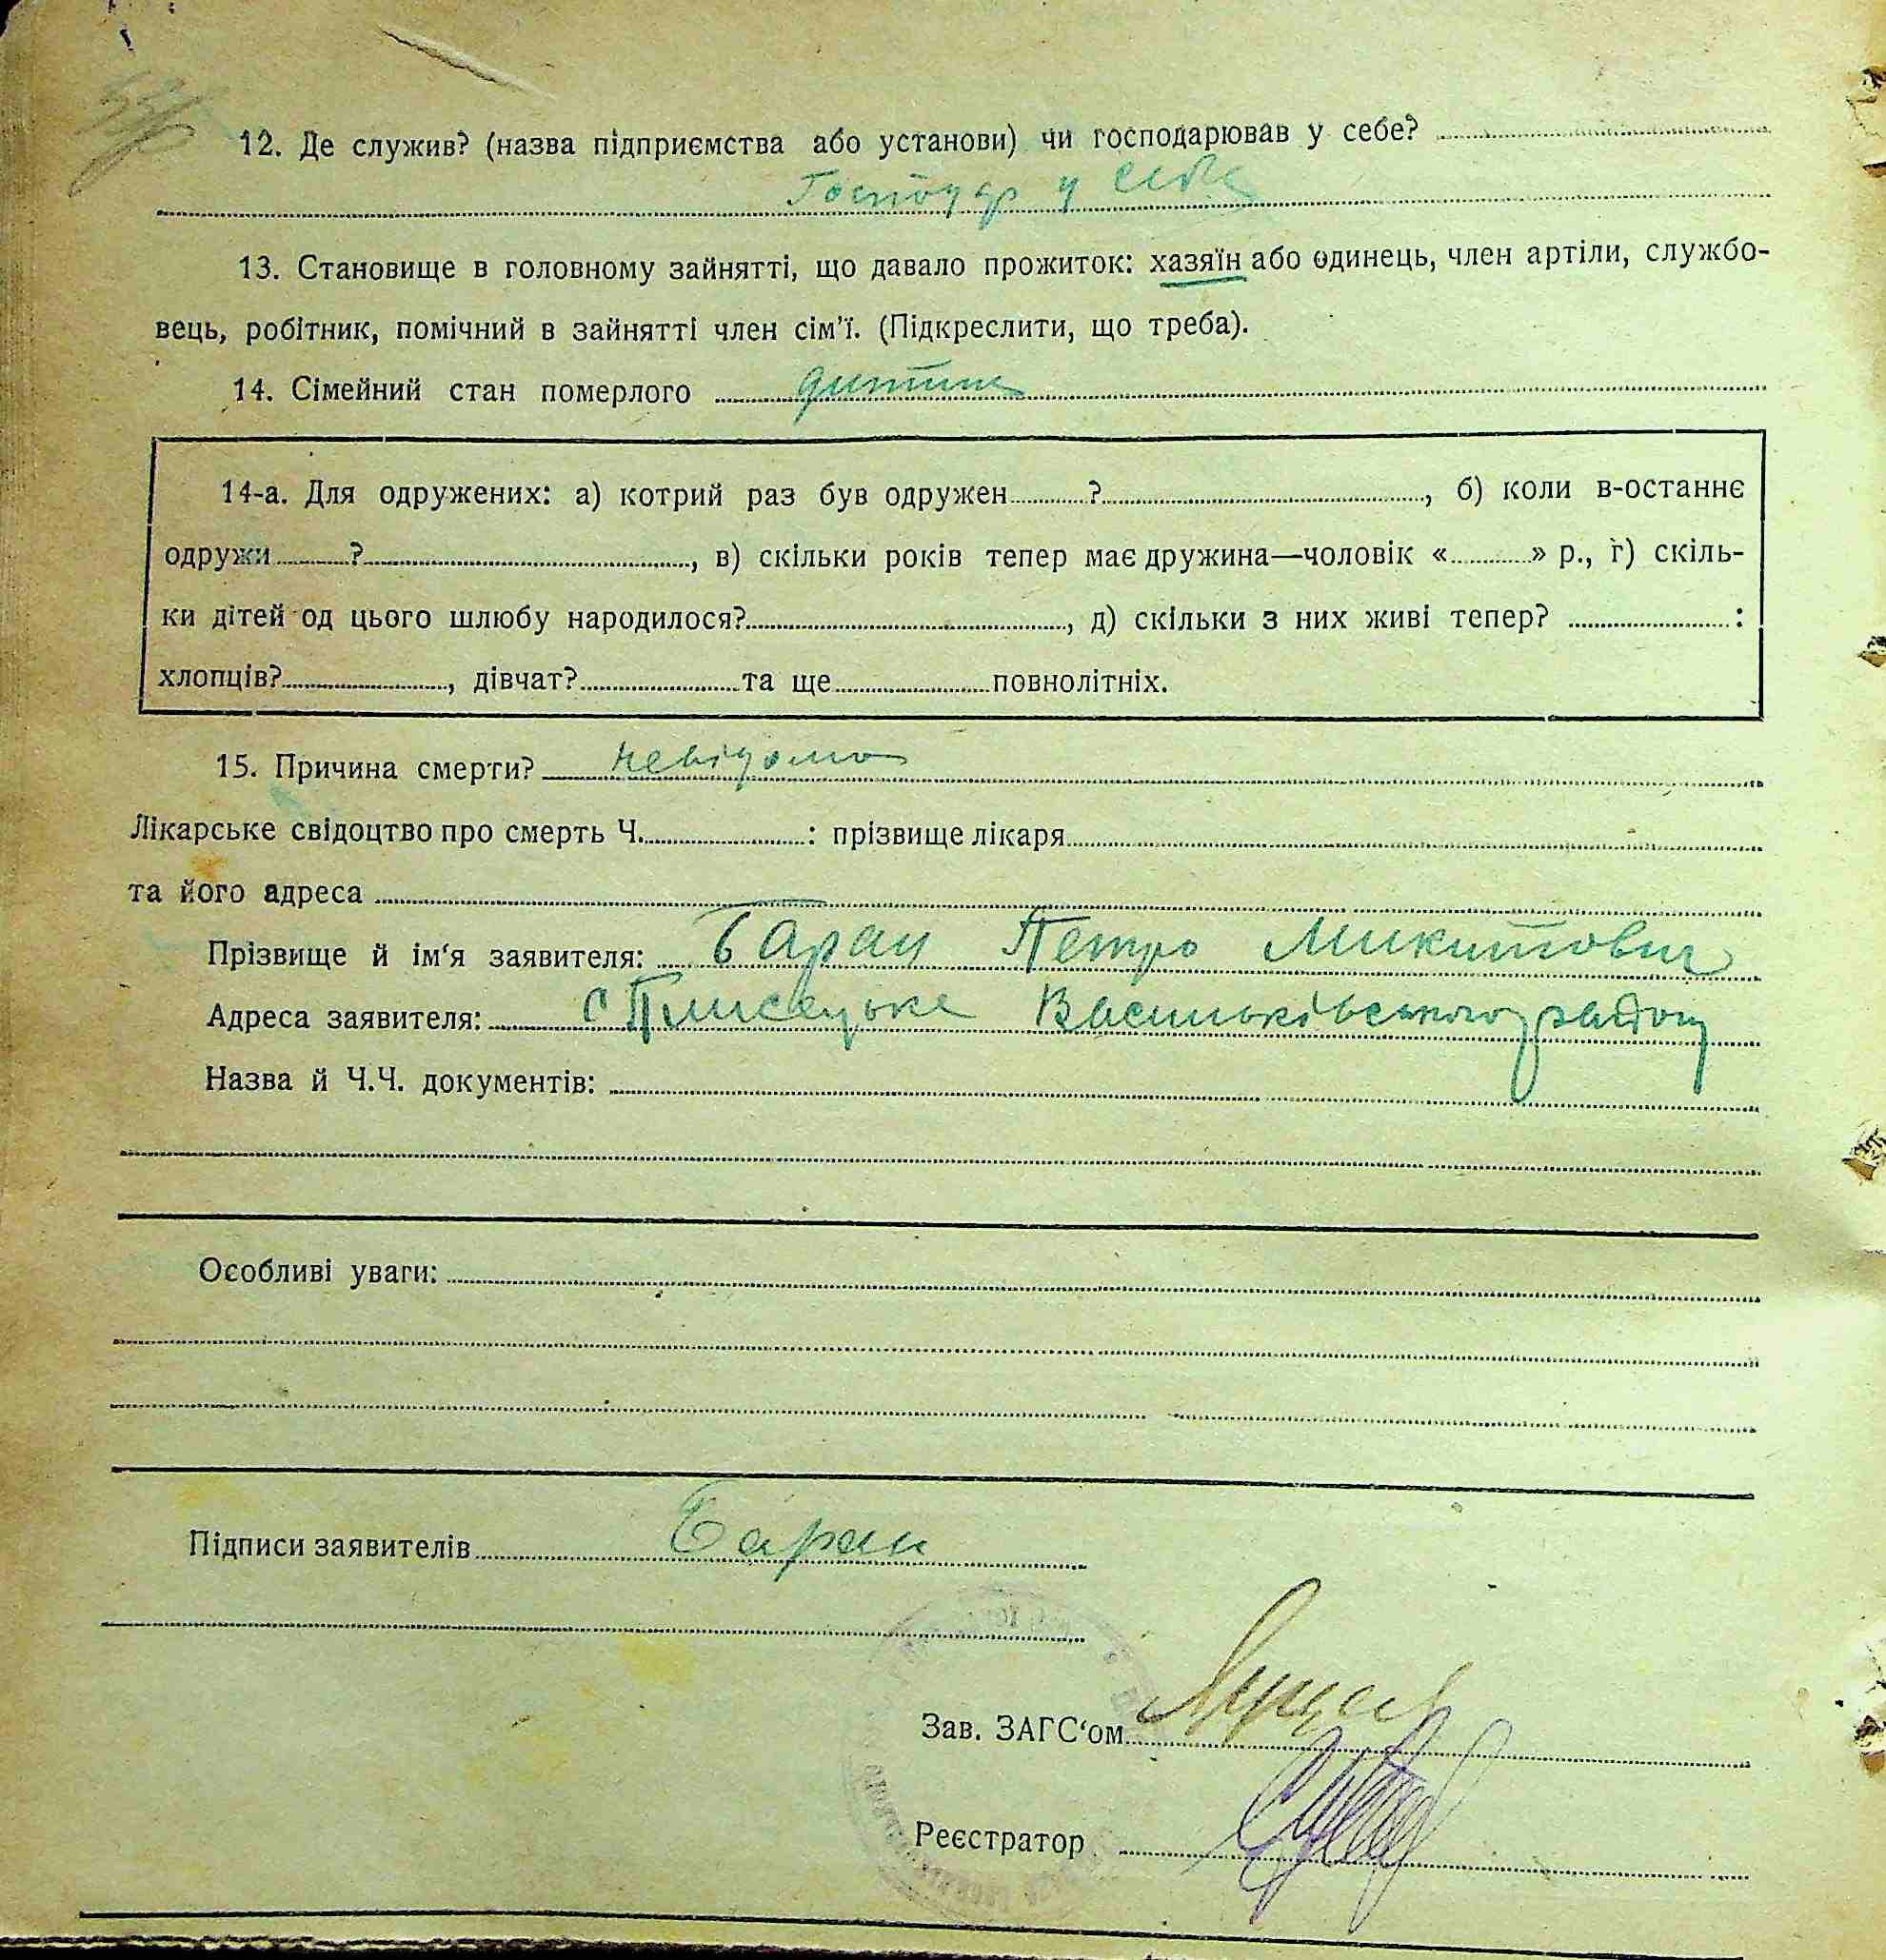 12. Де служив? (назва підприємства або установи) чи господарював у себе?
Господар у себе
13. Становище в головному зайнятті, що давало прожиток: хазяїн або одинець, член артіли, службо-
вець, робітник, помічний в зайнятті член сім'ї. (Підкреслити, що треба).
14. Сімейний стан померлого дитина
14-а. Для одружених: а) котрий раз був одружен ?, б) коли в-останнє
одружи ?, в) скільки років тепер має дружина—чоловік « » р., г) скіль-
ки дітей од цього шлюбу народилося?, д) скільки з них живі тепер? :
хлопців?, дівчат? та ще повнолітніх.
15. Причина смерти? невідома
Лікарське свідоцтво про смерть Ч. : прізвище лікаря
та його адреса
Прізвище й ім'я заявителя: Баран Петро Микитович
Адреса заявителя: с Плисецьке Васильківського району
Назва й Ч.Ч. документів:
Особливі уваги:
Підписи заявителів Баран
Зав. ЗАГС'ом
Реєстратор